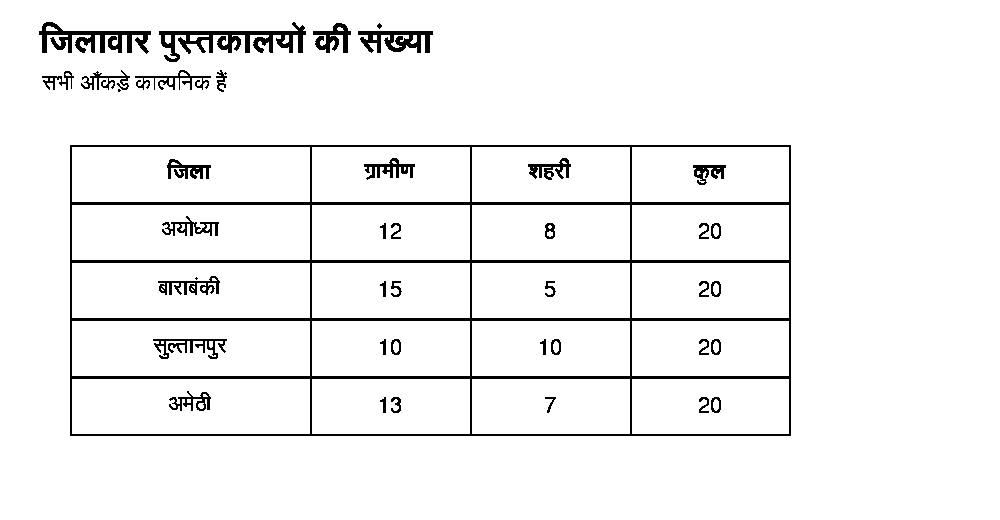 जिलावार पुस्तकालयों की संख्या
सभी आँकड़े काल्पनिक हैं
जिला ग्रामीण शहरी कुल
अयोध्या 12 8 20
बाराबंकी 15 5 20
सुल्तानपुर 10 10 20
अमेठी 13 7 20